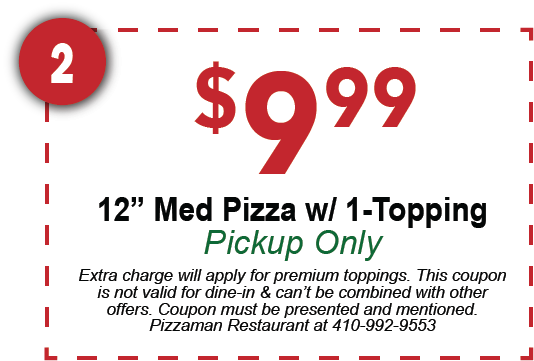 2
$9.99
12” Med Pizza w/ 1-Topping
Pickup Only
Extra charge will apply for premium toppings. This coupon
is not valid for dine-in & can’t be combined with other
offers. Coupon must be presented and mentioned.
Pizzaman Restaurant at 410-992-9553